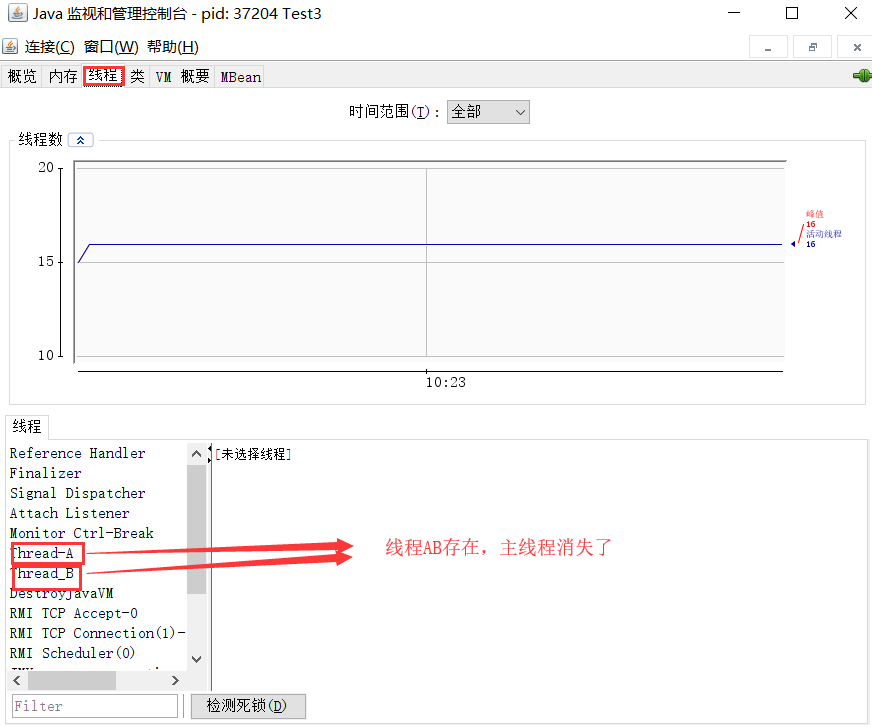 Java 监视和管理控制台 - pid: 37204 Test3
连接(C) 窗口(W) 帮助(H)
概览 内存 线程 类 VM 概要 MBean
时间范围(T): 全部
线程数
20
15
10
峰值
16
活动线程
16
10:23
线程
Reference Handler
[未选择线程]
Finalizer
Signal Dispatcher
Attach Listener
Monitor Ctrl-Break
Thread-A
线程AB存在，主线程消失了
Thread_B
DestroyJavaVM
RMI TCP Accept-0
RMI TCP Connection(1)-
RMI Scheduler(0)
Filter
检测死锁(D)